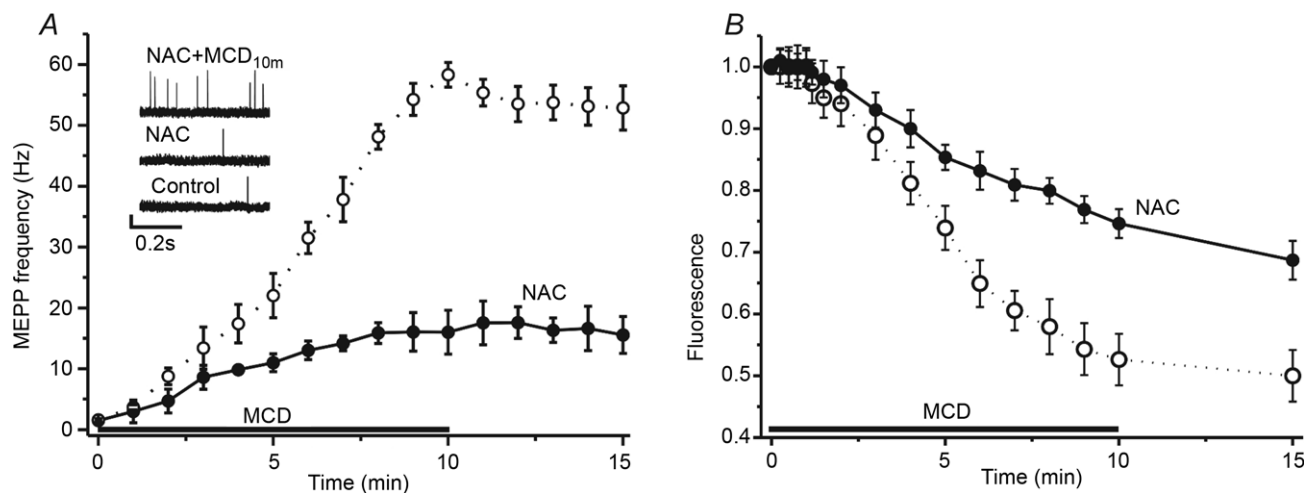 A
B
MEPP frequency (Hz)
60
50
40
30
20
10
0
NAC+MCD10m
NAC
Control
0.2s
NAC
MCD
0
5
10
15
Time (min)
Fluorescence
1.0
0.9
0.8
0.7
0.6
0.5
0.4
NAC
MCD
0
5
10
15
Time (min)